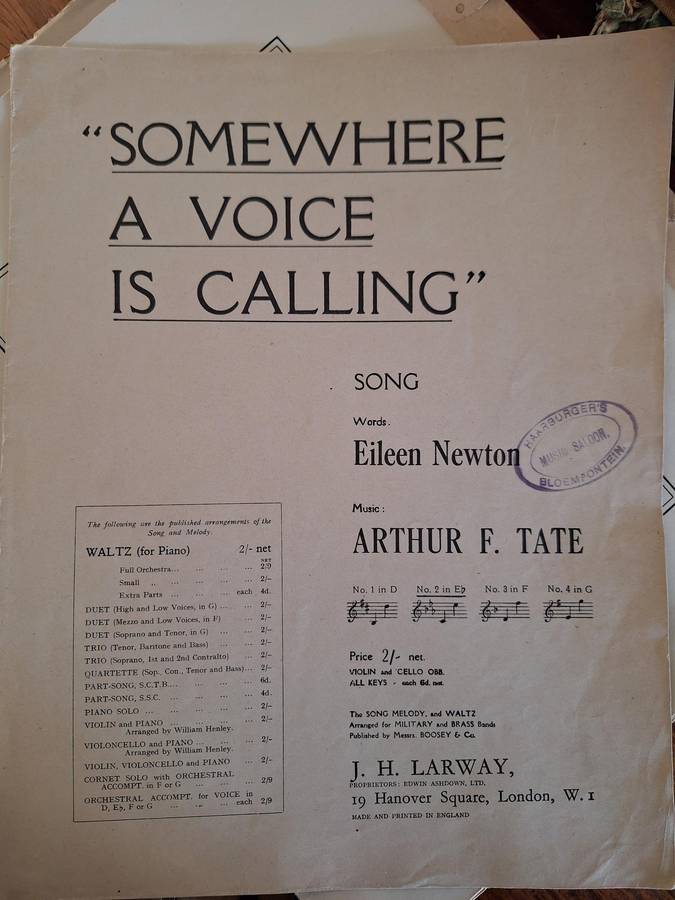 “SOMEWHERE
A VOICE
IS CALLING”
SONG
Words.
Eileen Newton
HAARBURGER'S
MUSIC SALOON.
BLOEMFONTEIN.
Music:
ARTHUR F. TATE
No. 1 in D No. 2 in E♭ No. 3 in F No. 4 in G
Price 2/- net.
VIOLIN and 'CELLO OBB.
ALL KEYS - each 6d. net.
The SONG MELODY, and WALTZ
Arranged for MILITARY and BRASS Bands
Published by Messrs. BOOSEY & Co.
J. H. LARWAY,
PROPRIETORS: EDWIN ASHDOWN, LTD.
19 Hanover Square, London, W. 1
MADE AND PRINTED IN ENGLAND
The following are the published arrangements of the
Song and Melody.
WALTZ (for Piano) 2/- net
NET
Full Orchestra... ... ... ... 2/9
Small ,, ... ... ... ... 2/-
Extra Parts ... ... ... each 4d.
DUET (High and Low Voices, in G) ... ... 2/-
DUET (Mezzo and Low Voices, in F) ... 2/-
DUET (Soprano and Tenor, in G) ... ... 2/-
TRIO (Tenor, Baritone and Bass) ... ... 2/-
TRIO (Soprano, 1st and 2nd Contralto) ... 2/-
QUARTETTE (Sop., Con., Tenor and Bass)... 2/-
PART-SONG, S.C.T.B.... ... ... ... 6d.
PART-SONG, S.S.C. ... ... ... ... 4d.
PIANO SOLO ... ... ... ... ... 2/-
VIOLIN and PIANO ... ... ... ... 2/-
Arranged by William Henley.
VIOLONCELLO and PIANO ... ... ... 2/-
Arranged by William Henley.
VIOLIN, VIOLONCELLO and PIANO ... 2/-
CORNET SOLO with ORCHESTRAL
ACCOMPT. in F or G ... ... ... 2/9
ORCHESTRAL ACCOMPT. for VOICE in
D, E♭, F or G ... ... ... each 2/9